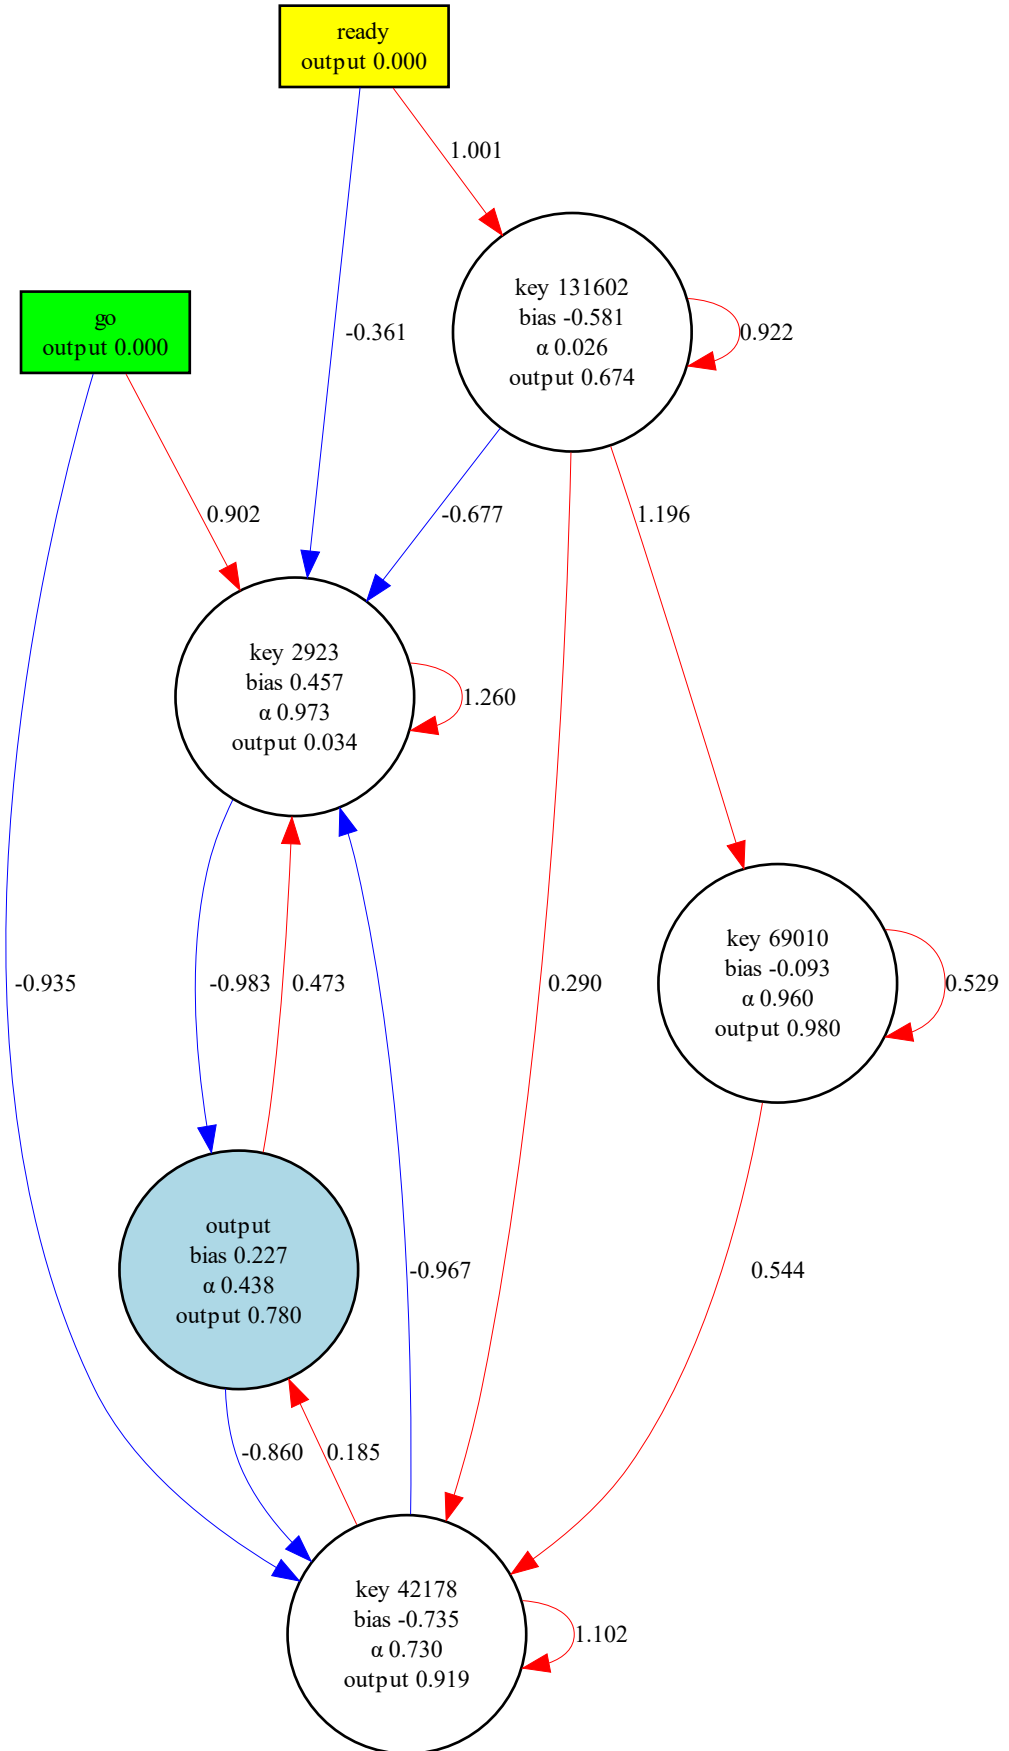 ready
output 0.000
1.001
key 131602
bias -0.581
α 0.026
output 0.674
0.922
go
output 0.000
-0.361
0.902
-0.677
1.196
key 2923
bias 0.457
α 0.973
output 0.034
1.260
key 69010
bias -0.093
α 0.960
output 0.980
0.529
-0.935
-0.983
0.473
0.290
output
bias 0.227
α 0.438
output 0.780
-0.967
0.544
-0.860
0.185
key 42178
bias -0.735
α 0.730
output 0.919
1.102